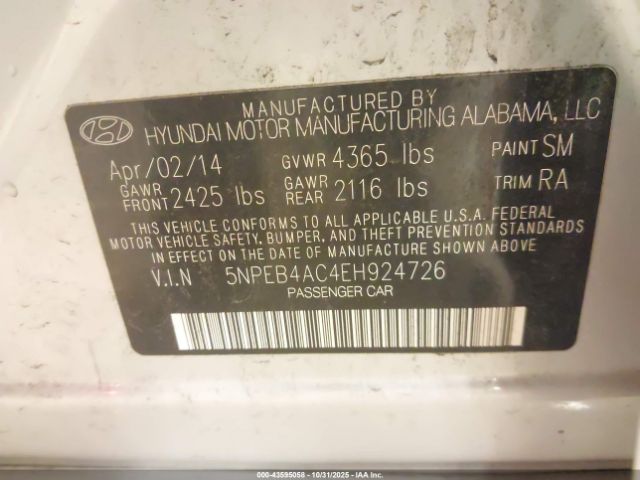 MANUFACTURED BY
HYUNDAI MOTOR MANUFACTURING ALABAMA, LLC
Apr/02/14 GVWR 4365 lbs PAINT SM
GAWR FRONT 2425 lbs GAWR REAR 2116 lbs TRIM RA
THIS VEHICLE CONFORMS TO ALL APPLICABLE U.S.A. FEDERAL
MOTOR VEHICLE SAFETY, BUMPER, AND THEFT PREVENTION STANDARDS
IN EFFECT ON THE DATE OF MANUFACTURE SHOWN ABOVE.
V.I.N 5NPEB4AC4EH924726
PASSENGER CAR
000-43595058 - 10/31/2025 - IAA Inc.